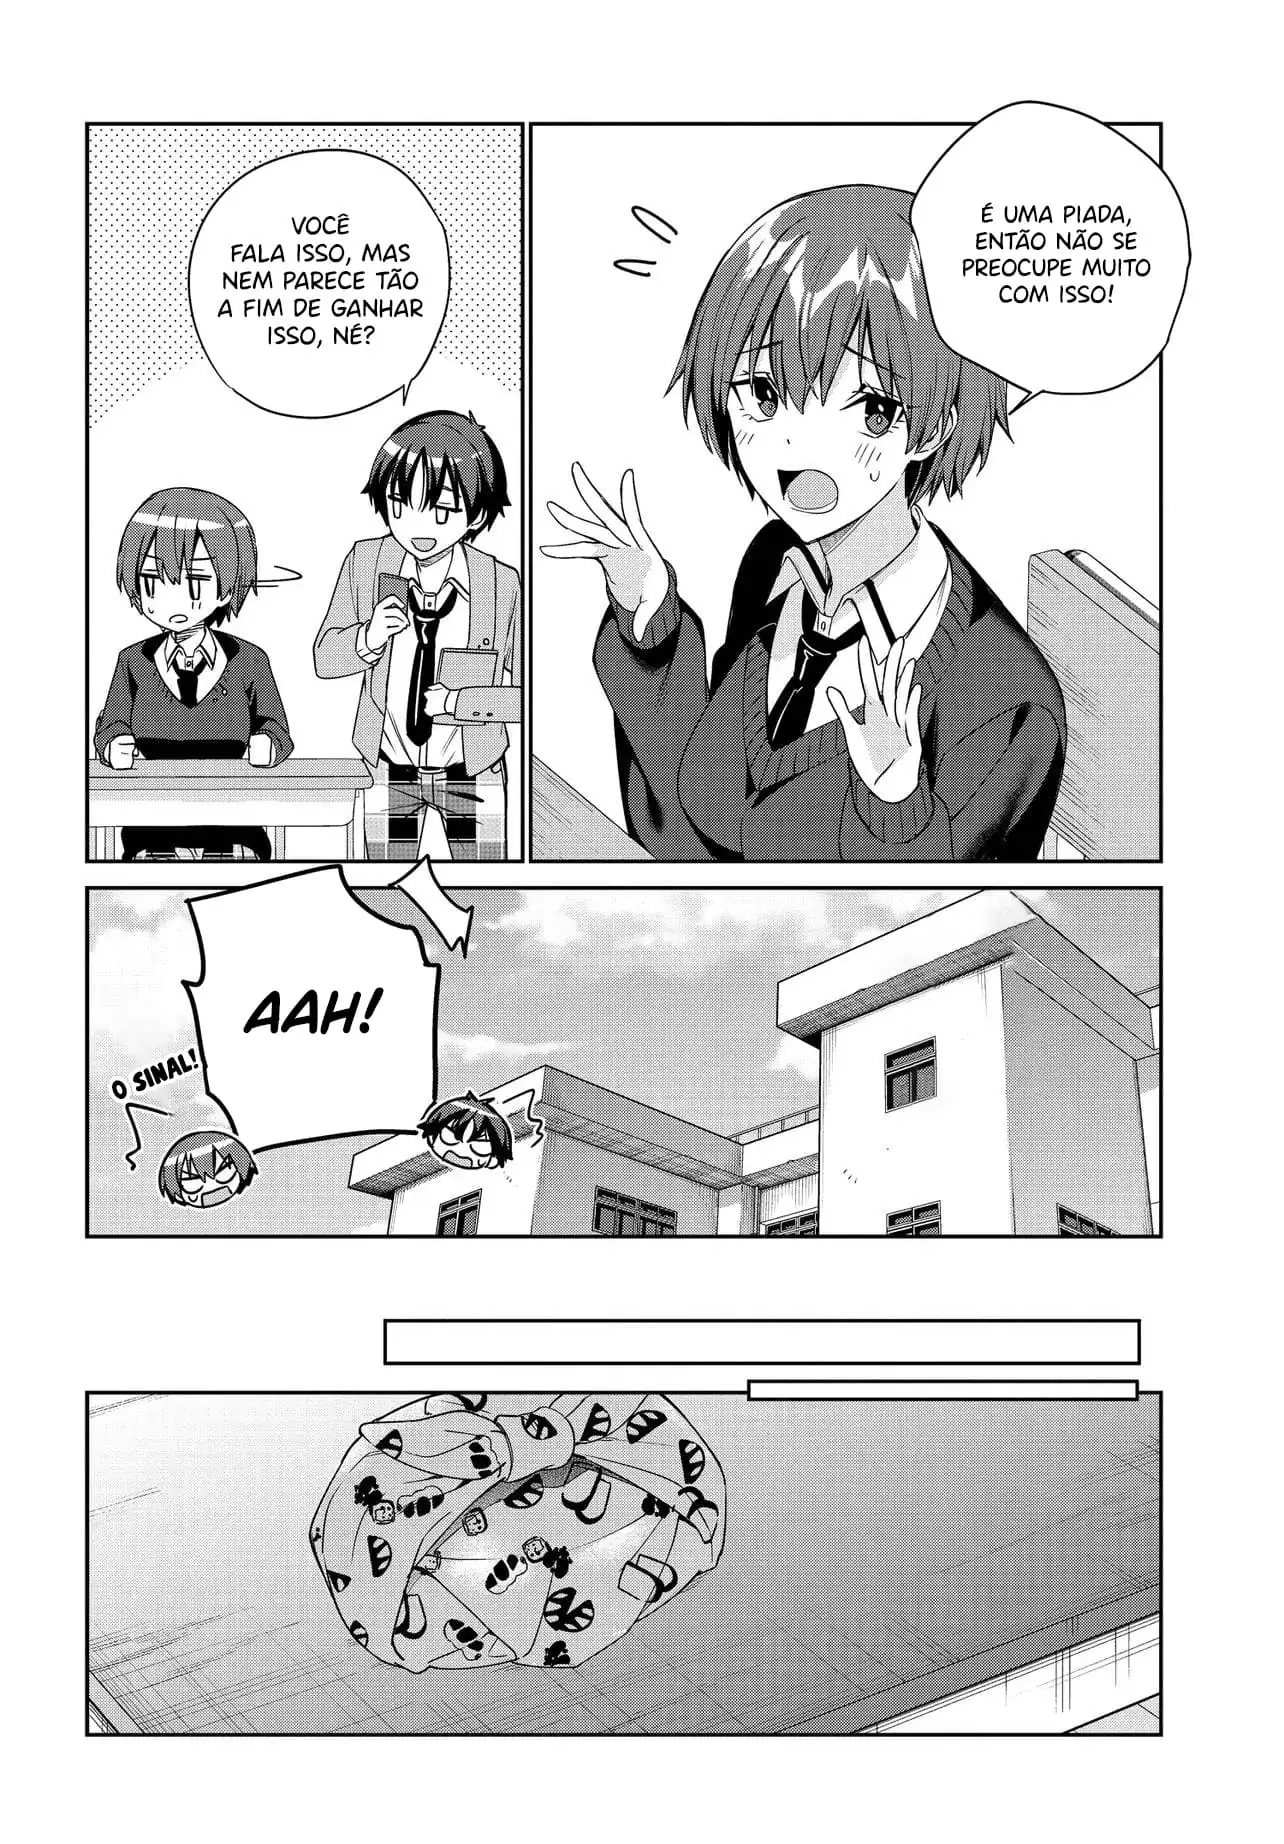 É UMA PIADA,
ENTÃO NÃO SE
PREOCUPE MUITO
COM ISSO!
VOCÊ
FALA ISSO, MAS
NEM PARECE TÃO
A FIM DE GANHAR
ISSO, NÉ?
AAH!
O SINAL!